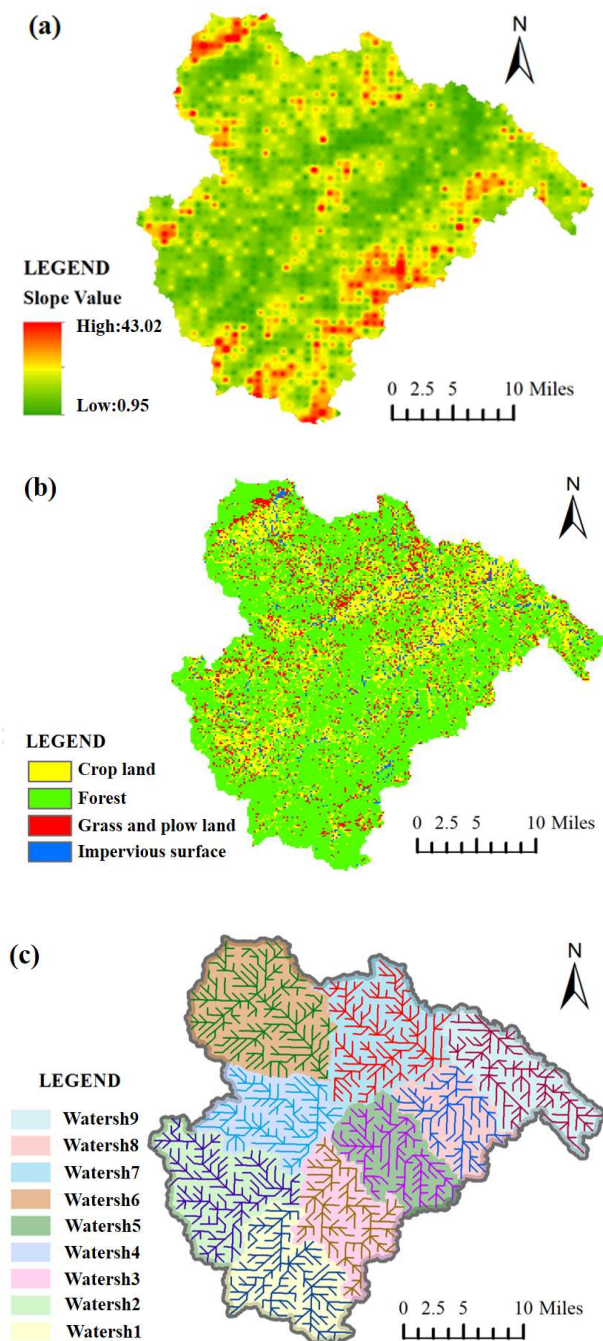 (a)
N
LEGEND
Slope Value
High:43.02
Low:0.95
0 2.5 5 10 Miles
(b)
N
LEGEND
Crop land
Forest
Grass and plow land
Impervious surface
0 2.5 5 10 Miles
(c)
N
LEGEND
Watersh9
Watersh8
Watersh7
Watersh6
Watersh5
Watersh4
Watersh3
Watersh2
Watersh1
0 2.5 5 10 Miles